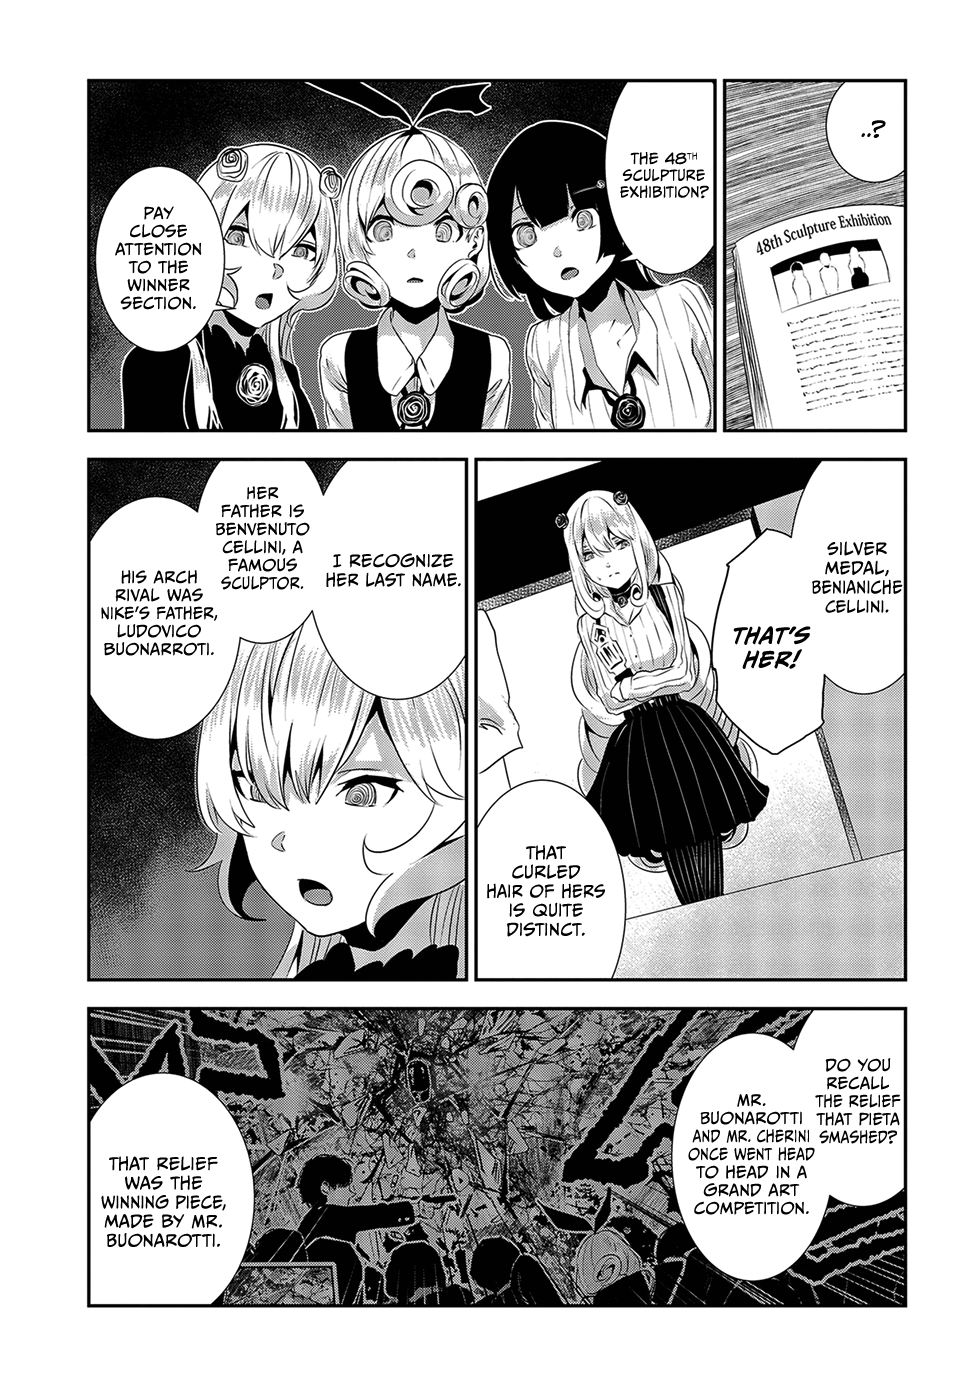 ..?
48th Sculpture Exhibition
THE 48TH
SCULPTURE
EXHIBITION?
PAY
CLOSE
ATTENTION
TO THE
WINNER
SECTION.
SILVER
MEDAL,
BENIANICHE
CELLINI.
THAT'S
HER!
THAT
CURLED
HAIR OF HERS
IS QUITE
DISTINCT.
I RECOGNIZE
HER LAST NAME.
HER
FATHER IS
BENVENUTO
CELLINI, A
FAMOUS
SCULPTOR.
HIS ARCH
RIVAL WAS
NIKE'S FATHER,
LUDOVICO
BUONARROTI.
DO YOU
RECALL
THE RELIEF
THAT PIETA
SMASHED?
MR.
BUONAROTTI
AND MR. CHERINI
ONCE WENT HEAD
TO HEAD IN A
GRAND ART
COMPETITION.
THAT RELIEF
WAS THE
WINNING PIECE,
MADE BY MR.
BUONAROTTI.